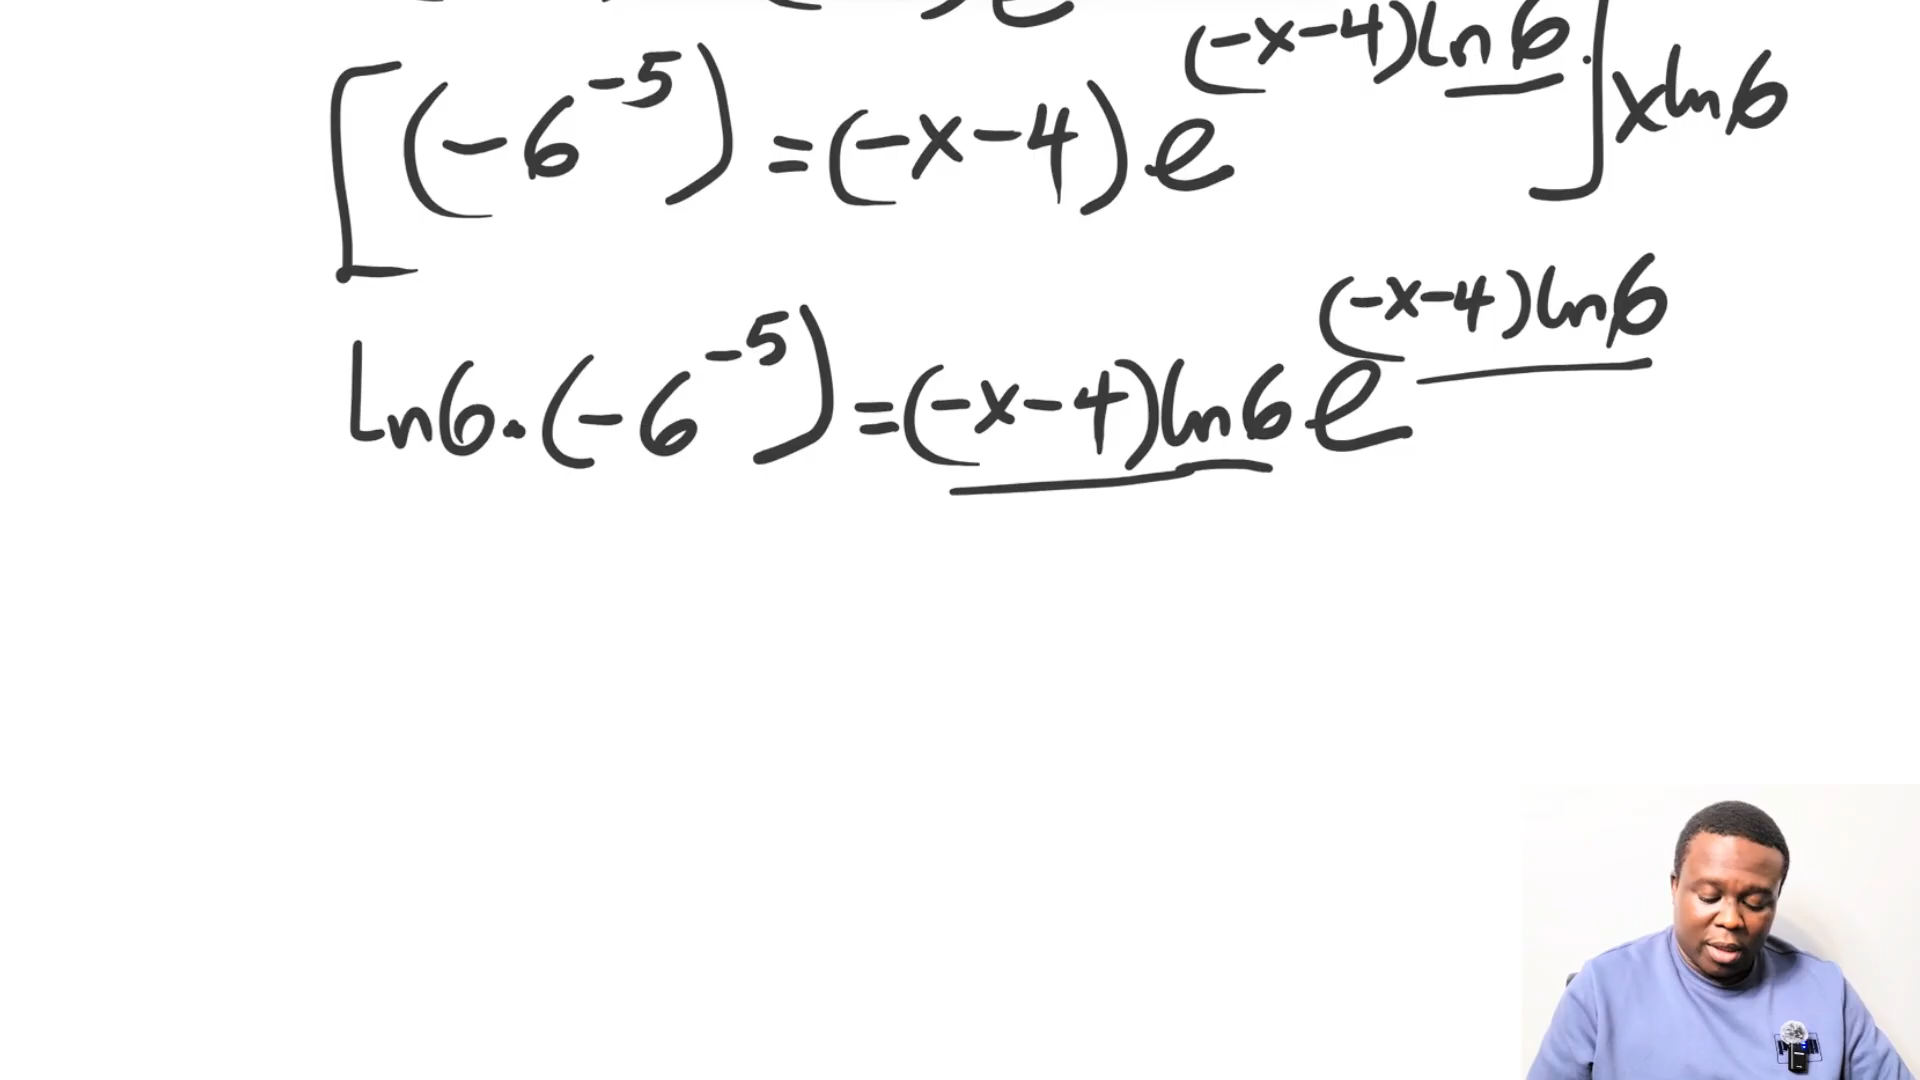 [(-6^{-5}) = (-x-4)e^{(-x-4)ln6}] x ln6
ln6·(-6^{-5}) = (-x-4)ln6 e^{(-x-4)ln6}